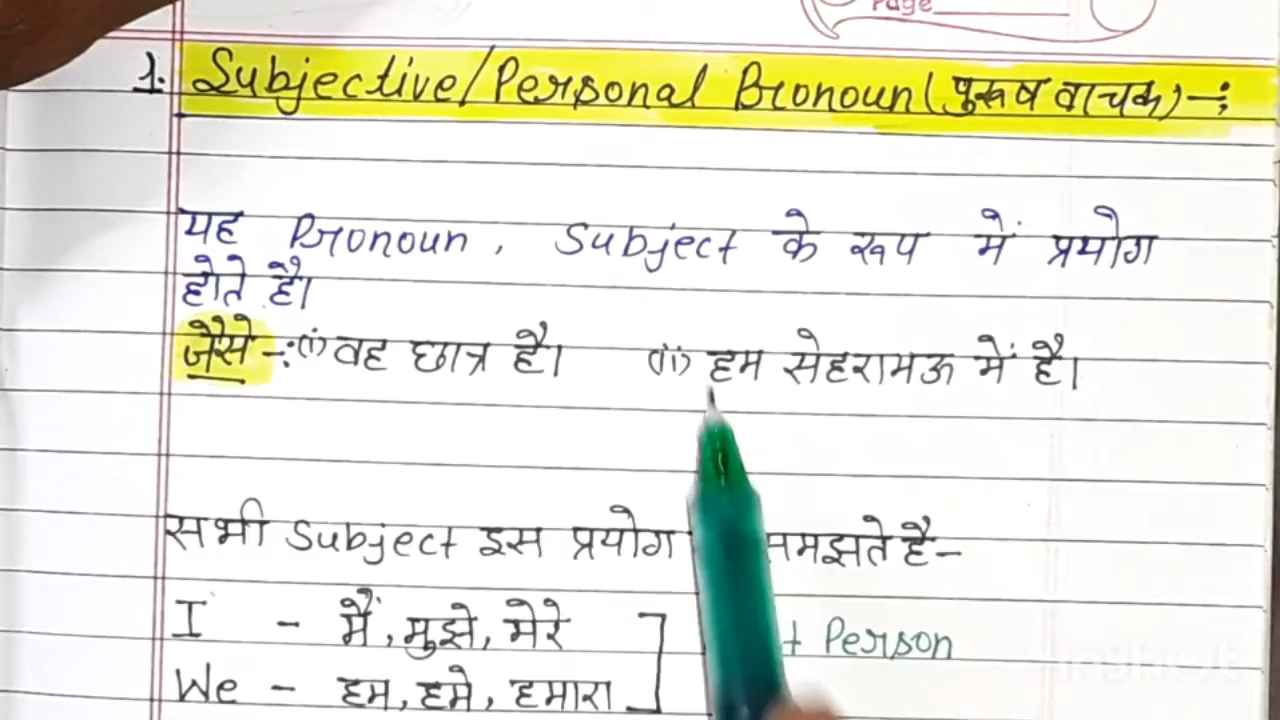 Page
1. Subjective/Personal Pronoun (पुरूष वाचक) -:
यह Pronoun, Subject के रूप में प्रयोग
होते है।
जैसे -: (i) वह छात्र है। (ii) हम सेहरामऊ में है।
सभी Subject इस प्रयोग समझते है-
I - मैं, मुझे, मेरे
Person
We - हम, हमे, हमारा